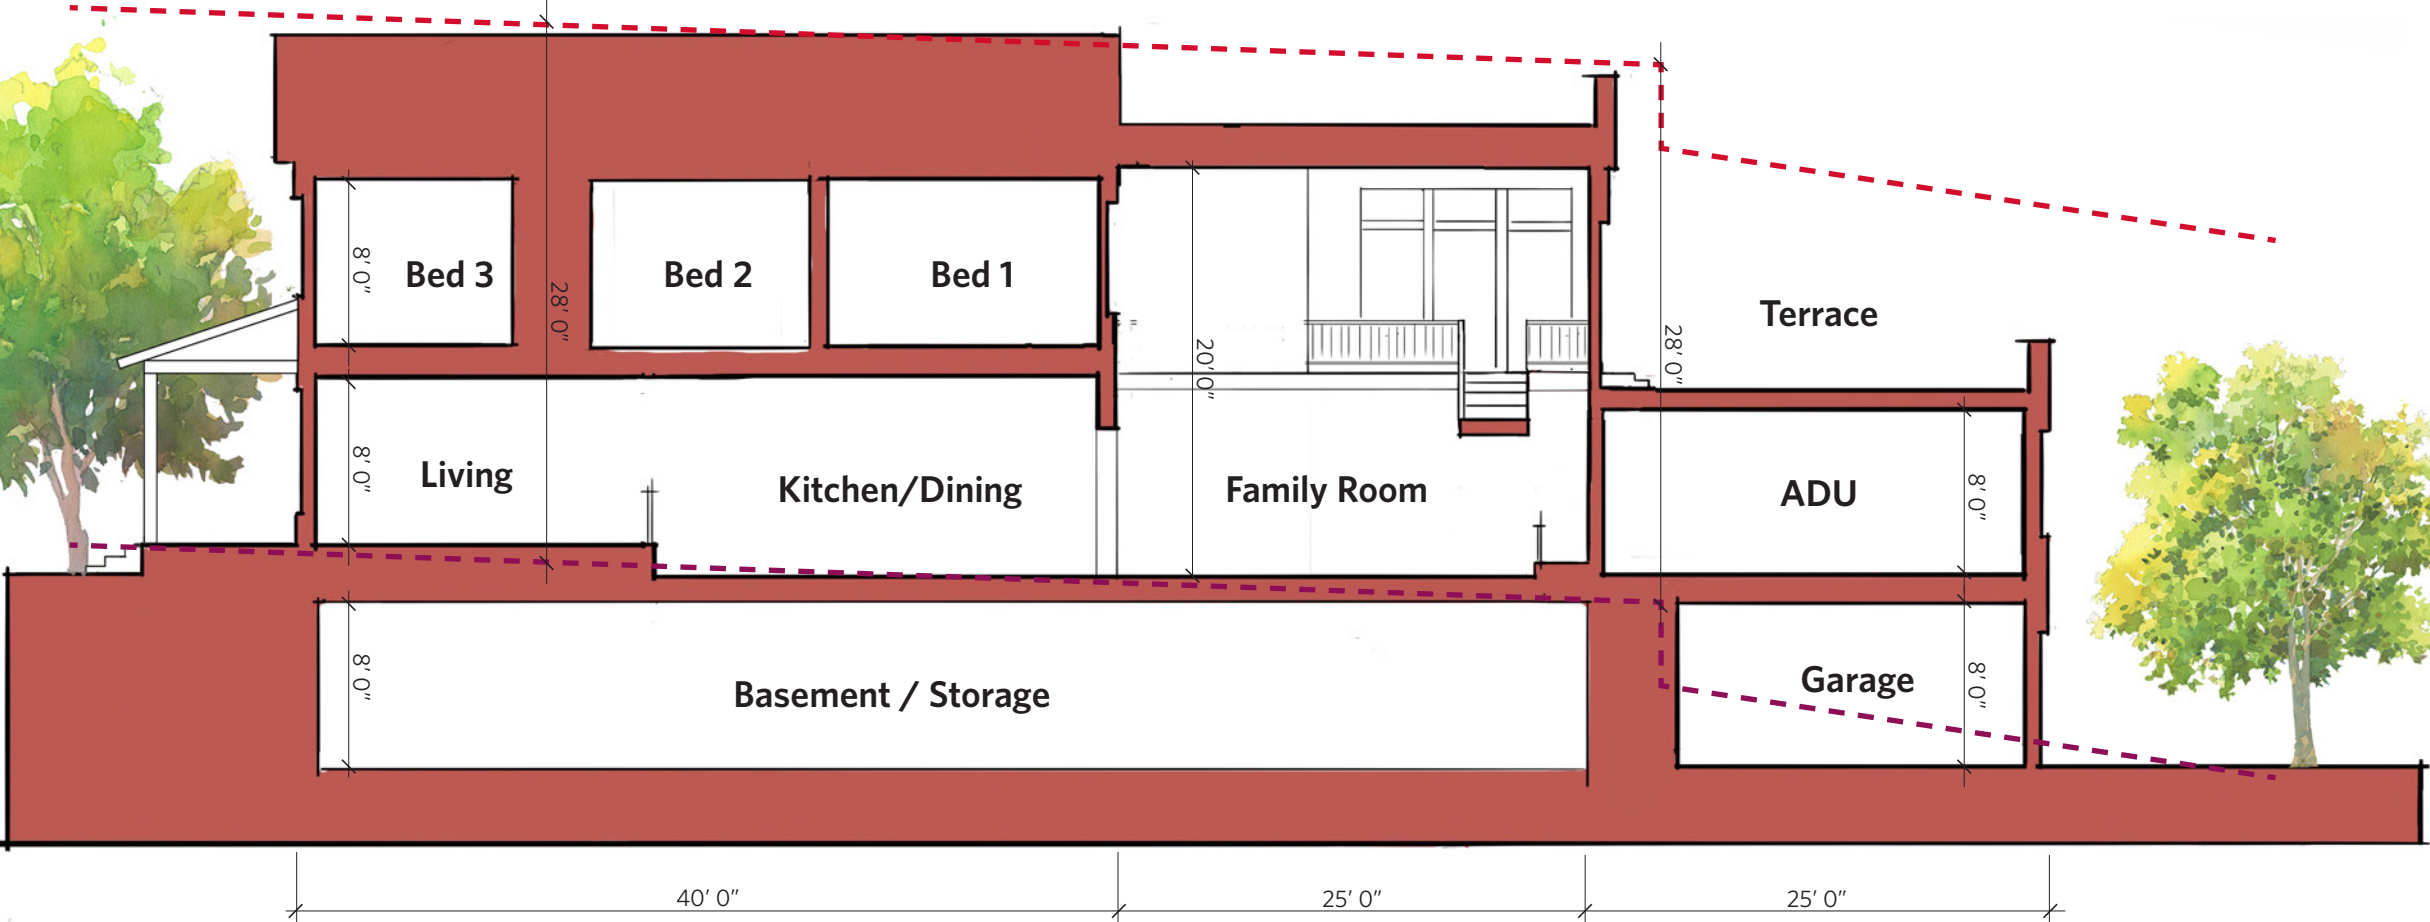 Bed 3
Bed 2
Bed 1
8' 0"
28' 0"
20' 0"
28' 0"
Terrace
Living
Kitchen/Dining
Family Room
ADU
8' 0"
8' 0"
Basement / Storage
Garage
8' 0"
8' 0"
40' 0"
25' 0"
25' 0"